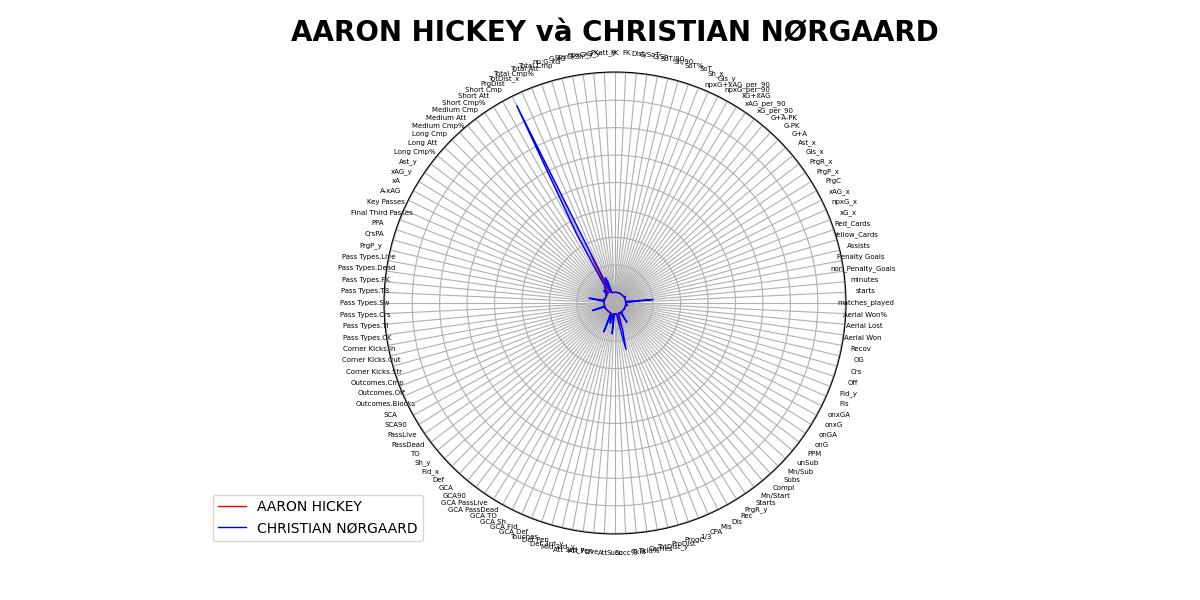 AARON HICKEY và CHRISTIAN NØRGAARD
FK
npxG+xAG_per_90
npxG_per_90
xG+xAG
xAG_per_90
xG_per_90
G+A-PK
G-PK
G+A
Ast_x
Gls_x
PrgR_x
PrgP_x
PrgC
xAG_x
npxG_x
xG_x
Red_Cards
Yellow_Cards
Assists
Penalty Goals
non_Penalty_Goals
minutes
starts
matches_played
Aerial Won%
Aerial Lost
Aerial Won
Recov
OG
Crs
Off
Fld_y
Fls
onxGA
onxG
onGA
onG
PPM
unSub
Mn/Sub
Subs
Compl
Mn/Start
Starts
PrgR_y
Rec
Dis
Mis
CPA
1/3
Total Cmp
Total Att
Total Cmp%
TotDist_x
PrgDist
Short Cmp
Short Att
Short Cmp%
Medium Cmp
Medium Att
Medium Cmp%
Long Cmp
Long Att
Long Cmp%
Ast_y
xAG_y
xA
A-xAG
Key Passes
Final Third Passes
PPA
CrsPA
PrgP_y
Pass Types.Live
Pass Types.Dead
Pass Types.FK
Pass Types.TB
Pass Types.Sw
Pass Types.Crs
Pass Types.TI
Pass Types.CK
Corner Kicks.In
Corner Kicks.Out
Corner Kicks.Str
Outcomes.Cmp
Outcomes.Off
Outcomes.Blocks
SCA
SCA90
PassLive
PassDead
TO
Sh_y
Fld_x
Def
GCA
GCA90
GCA PassLive
GCA PassDead
GCA TO
GCA Sh
GCA Fld
GCA Def
Touches
AARON HICKEY
CHRISTIAN NØRGAARD